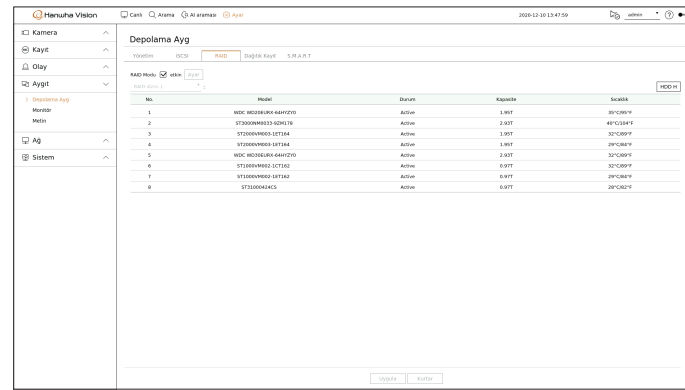 Hanwha Vision
Canlı Arama AI araması Ayar 2020-12-10 13:47:59 admin
Kamera
Kayıt
Olay
Aygıt
Depolama Ayg
Monitör
Metin
Ağ
Sistem
Depolama Ayg
Yönetim iSCSI RAID Dağıtık Kayıt S.M.A.R.T
RAID Modu etkin Ayar
RAID dizisi 1 :
HDD H
No. Model Durum Kapasite Sıcaklık
1 WDC WD20EURX-64HYZY0 Active 1.95T 35°C/95°F
2 ST3000NM0033-9ZM178 Active 2.93T 40°C/104°F
3 ST2000VM003-1ET164 Active 1.95T 32°C/89°F
4 ST2000VM003-1ET164 Active 1.95T 29°C/84°F
5 WDC WD30EURX-64HYZY0 Active 2.93T 32°C/89°F
6 ST1000VM002-1CT162 Active 0.97T 32°C/89°F
7 ST1000VM002-1ET162 Active 0.97T 29°C/84°F
8 ST31000424CS Active 0.97T 28°C/82°F
Uygula Kurtar